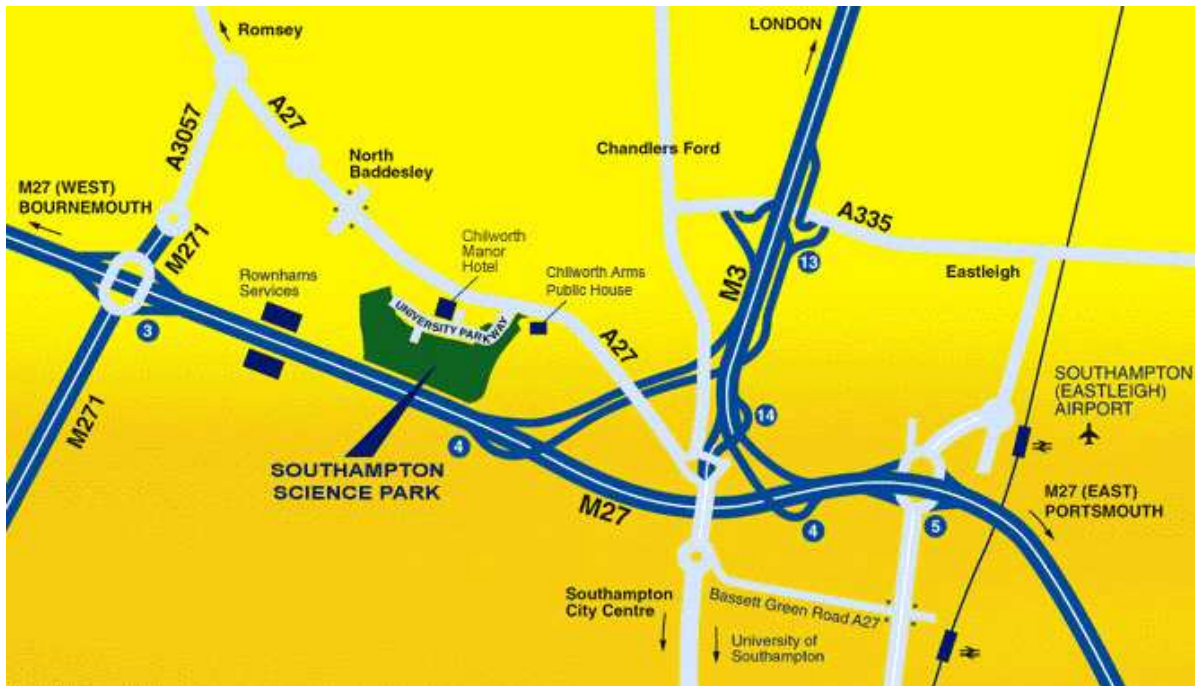 Romsey
LONDON
A27
A3057
Chandlers Ford
North
Baddesley
M27 (WEST)
BOURNEMOUTH
A335
M271
Chilworth
Manor
Hotel
13
Eastleigh
Rownhams
Services
Chilworth Arms
Public House
M3
UNIVERSITY PARKWAY
3
A27
SOUTHAMPTON
(EASTLEIGH)
AIRPORT
M271
14
4
SOUTHAMPTON
SCIENCE PARK
M27
M27 (EAST)
PORTSMOUTH
4
5
Southampton
City Centre
Bassett Green Road A27
University of
Southampton